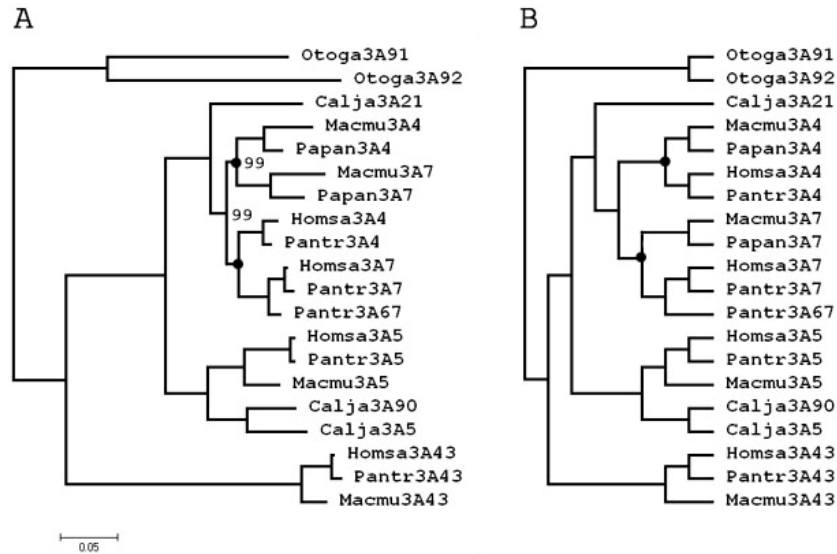 A
Otoga3A91
Otoga3A92
Calja3A21
Macmu3A4
Papan3A4
99
Macmu3A7
Papan3A7
99
Homsa3A4
Pantr3A4
Homsa3A7
Pantr3A7
Pantr3A67
Homsa3A5
Pantr3A5
Macmu3A5
Calja3A90
Calja3A5
Homsa3A43
Pantr3A43
Macmu3A43
0.05
B
Otoga3A91
Otoga3A92
Calja3A21
Macmu3A4
Papan3A4
Homsa3A4
Pantr3A4
Macmu3A7
Papan3A7
Homsa3A7
Pantr3A7
Pantr3A67
Homsa3A5
Pantr3A5
Macmu3A5
Calja3A90
Calja3A5
Homsa3A43
Pantr3A43
Macmu3A43